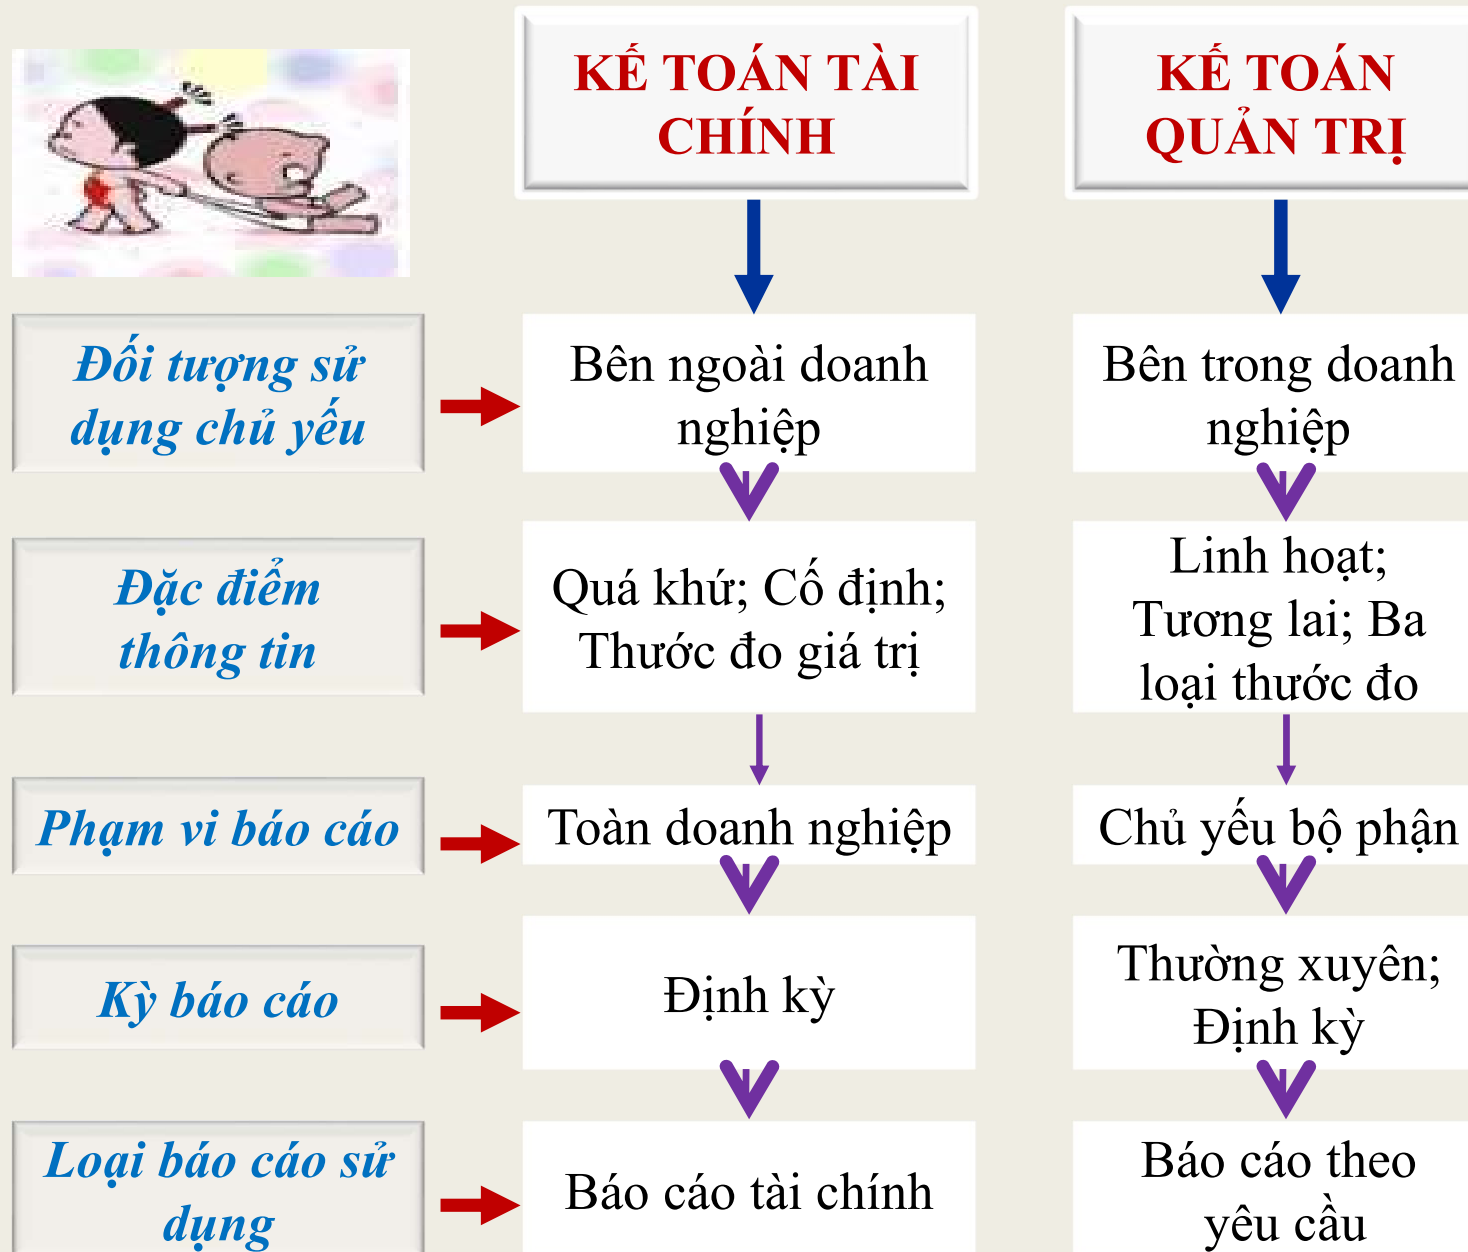 KẾ TOÁN TÀI
CHÍNH
KẾ TOÁN
QUẢN TRỊ
Đối tượng sử
dụng chủ yếu
Bên ngoài doanh
nghiệp
Bên trong doanh
nghiệp
Đặc điểm
thông tin
Quá khứ; Cố định;
Thước đo giá trị
Linh hoạt;
Tương lai; Ba
loại thước đo
Phạm vi báo cáo
Toàn doanh nghiệp
Chủ yếu bộ phận
Kỳ báo cáo
Định kỳ
Thường xuyên;
Định kỳ
Loại báo cáo sử
dụng
Báo cáo tài chính
Báo cáo theo
yêu cầu